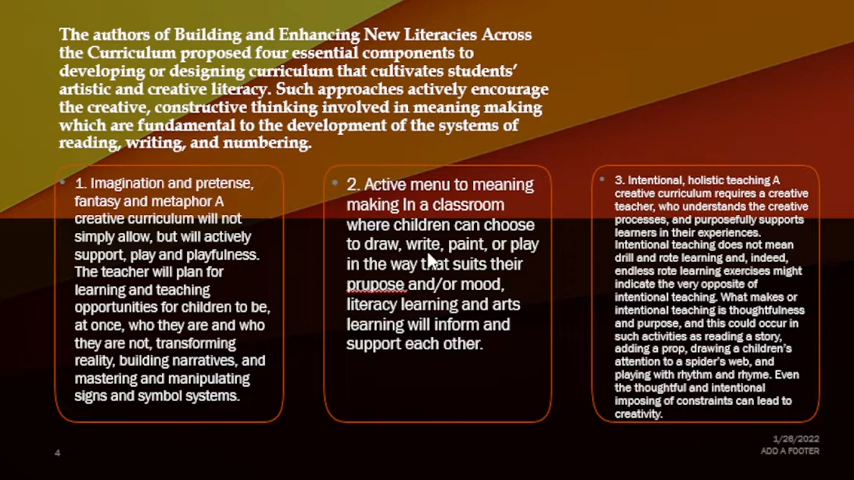 The authors of Building and Enhancing New Literacies Across
the Curriculum proposed four essential components to
developing or designing curriculum that cultivates students'
artistic and creative literacy. Such approaches actively encourage
the creative, constructive thinking involved in meaning making
which are fundamental to the development of the systems of
reading, writing, and numbering.
1. Imagination and pretense,
fantasy and metaphor A
creative curriculum will not
simply allow, but will actively
support, play and playfulness.
The teacher will plan for
learning and teaching
opportunities for children to be,
at once, who they are and who
they are not, transforming
reality, building narratives, and
mastering and manipulating
signs and symbol systems.
2. Active menu to meaning
making In a classroom
where children can choose
to draw, write, paint, or play
in the way that suits their
prupose and/or mood,
literacy learning and arts
learning will inform and
support each other.
3. Intentional, holistic teaching A
creative curriculum requires a creative
teacher, who understands the creative
processes, and purposefully supports
learners in their experiences.
Intentional teaching does not mean
drill and rote learning and, indeed,
endless rote learning exercises might
indicate the very opposite of
intentional teaching. What makes or
intentional teaching is thoughtfulness
and purpose, and this could occur in
such activities as reading a story,
adding a prop, drawing a children's
attention to a spider's web, and
playing with rhythm and rhyme. Even
the thoughtful and intentional
imposing of constraints can lead to
creativity.
4
1/26/2022
ADD A FOOTER